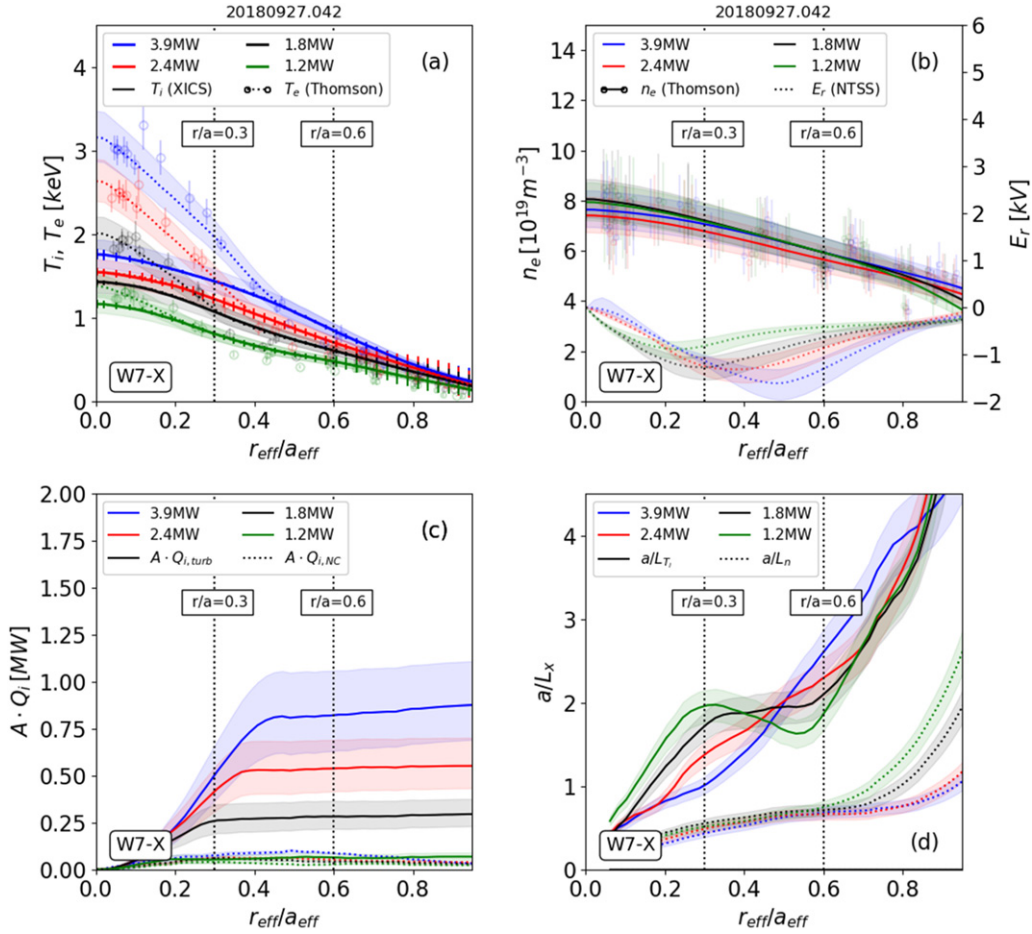 20180927.042
3.9MW 1.8MW
2.4MW 1.2MW
T_i (XICS) T_e (Thomson)
(a)
r/a=0.3
r/a=0.6
W7-X
4
3
2
1
0
T_i, T_e [keV]
0.0 0.2 0.4 0.6 0.8
r_eff/a_eff
20180927.042
3.9MW 1.8MW
2.4MW 1.2MW
n_e (Thomson) E_r (NTSS)
(b)
r/a=0.3
r/a=0.6
W7-X
14
12
10
8
6
4
2
0
n_e [10^19 m^-3]
6
5
4
3
2
1
0
−1
−2
E_r [kV]
0.0 0.2 0.4 0.6 0.8
r_eff/a_eff
3.9MW 1.8MW
2.4MW 1.2MW
A · Q_i,turb A · Q_i,NC
(c)
r/a=0.3
r/a=0.6
W7-X
2.00
1.75
1.50
1.25
1.00
0.75
0.50
0.25
0.00
A · Q_i [MW]
0.0 0.2 0.4 0.6 0.8
r_eff/a_eff
3.9MW 1.8MW
2.4MW 1.2MW
a/L_Ti a/L_n
r/a=0.3
r/a=0.6
W7-X
(d)
4
3
2
1
0
a/L_x
0.0 0.2 0.4 0.6 0.8
r_eff/a_eff